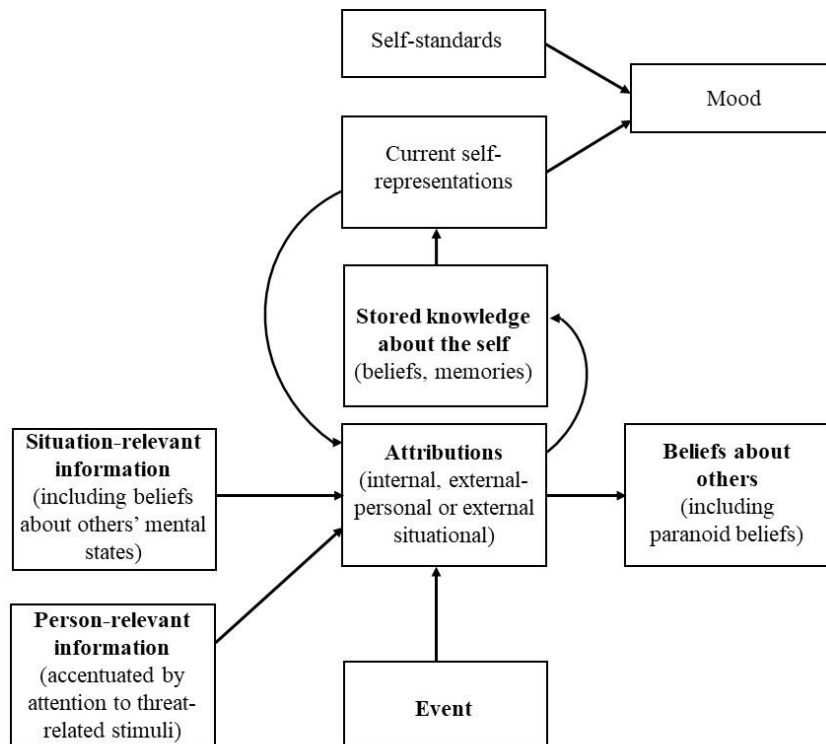 Self-standards
Mood
Current self-
representations
Stored knowledge
about the self
(beliefs, memories)
Situation-relevant
information
(including beliefs
about others’ mental
states)
Attributions
(internal, external-
personal or external
situational)
Beliefs about
others
(including
paranoid beliefs)
Person-relevant
information
(accentuated by
attention to threat-
related stimuli)
Event